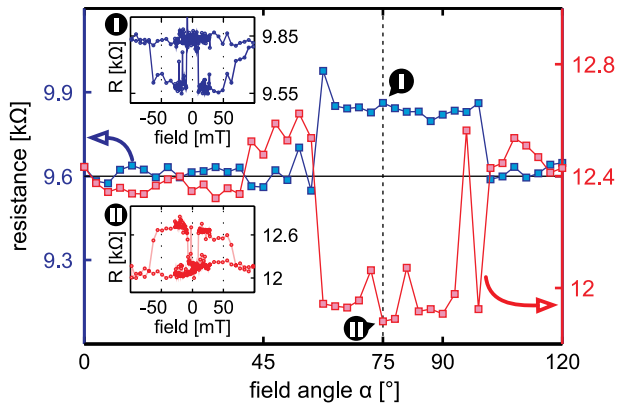 I
R [kΩ]
9.85
9.55
-50 0 50
field [mT]
II
R [kΩ]
12.6
12
-50 0 50
field [mT]
resistance [kΩ]
9.9
9.6
9.3
12.8
12.4
12
I
II
0 45 75 90 120
field angle α [°]